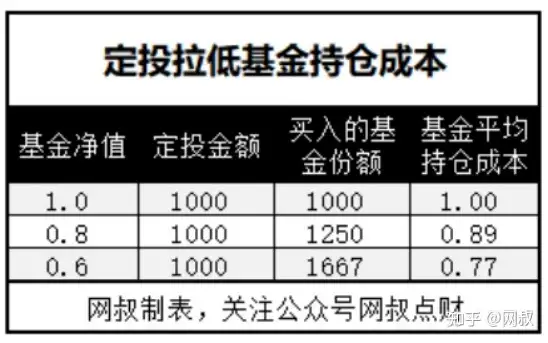 定投拉低基金持仓成本
基金净值 定投金额 买入的基金份额 基金平均持仓成本
1.0 1000 1000 1.00
0.8 1000 1250 0.89
0.6 1000 1667 0.77
网叔制表，关注公众号网叔点财
知乎 @网叔